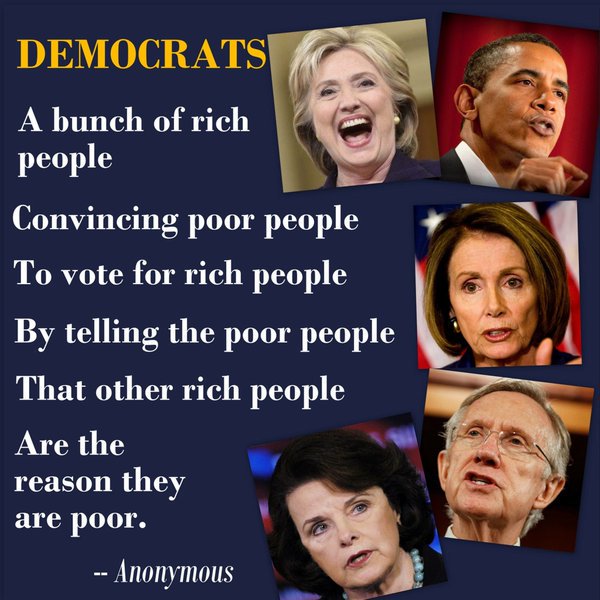 DEMOCRATS
A bunch of rich
people
Convincing poor people
To vote for rich people
By telling the poor people
That other rich people
Are the
reason they
are poor.
-- Anonymous